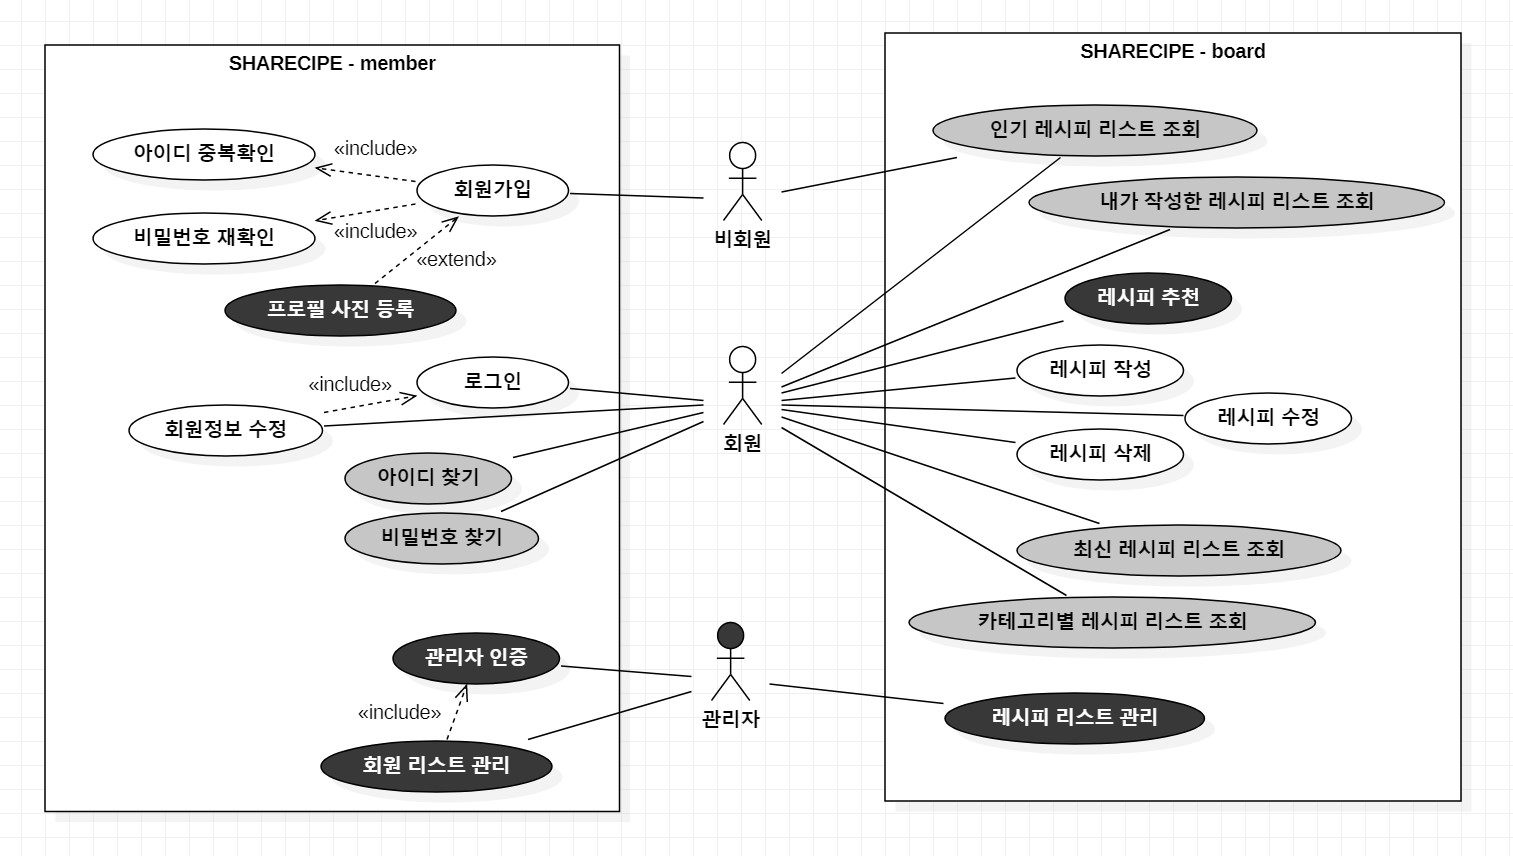 SHARECIPE - member
아이디 중복확인
«include»
회원가입
비밀번호 재확인
«include»
«extend»
프로필 사진 등록
«include»
로그인
회원정보 수정
아이디 찾기
비밀번호 찾기
관리자 인증
«include»
회원 리스트 관리
비회원
회원
관리자
SHARECIPE - board
인기 레시피 리스트 조회
내가 작성한 레시피 리스트 조회
레시피 추천
레시피 작성
레시피 수정
레시피 삭제
최신 레시피 리스트 조회
카테고리별 레시피 리스트 조회
레시피 리스트 관리